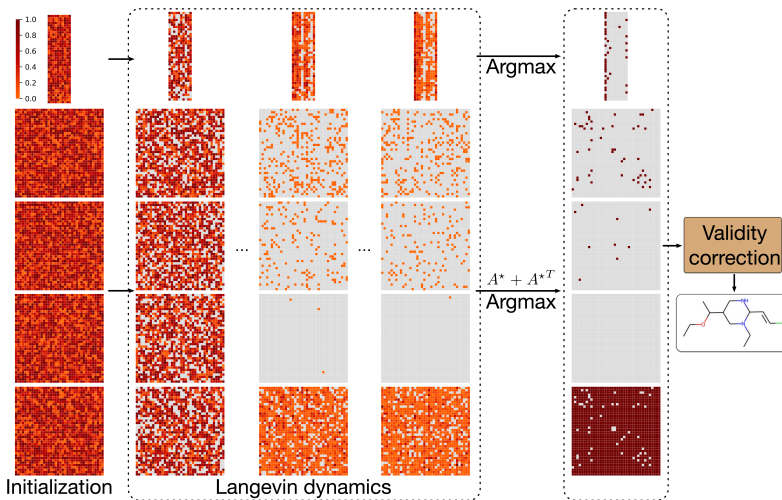 1.0
0.8
0.6
0.4
0.2
0.0
Argmax
...
...
A* + A*T
Argmax
Validity
correction
NH
N
O
Initialization
Langevin dynamics